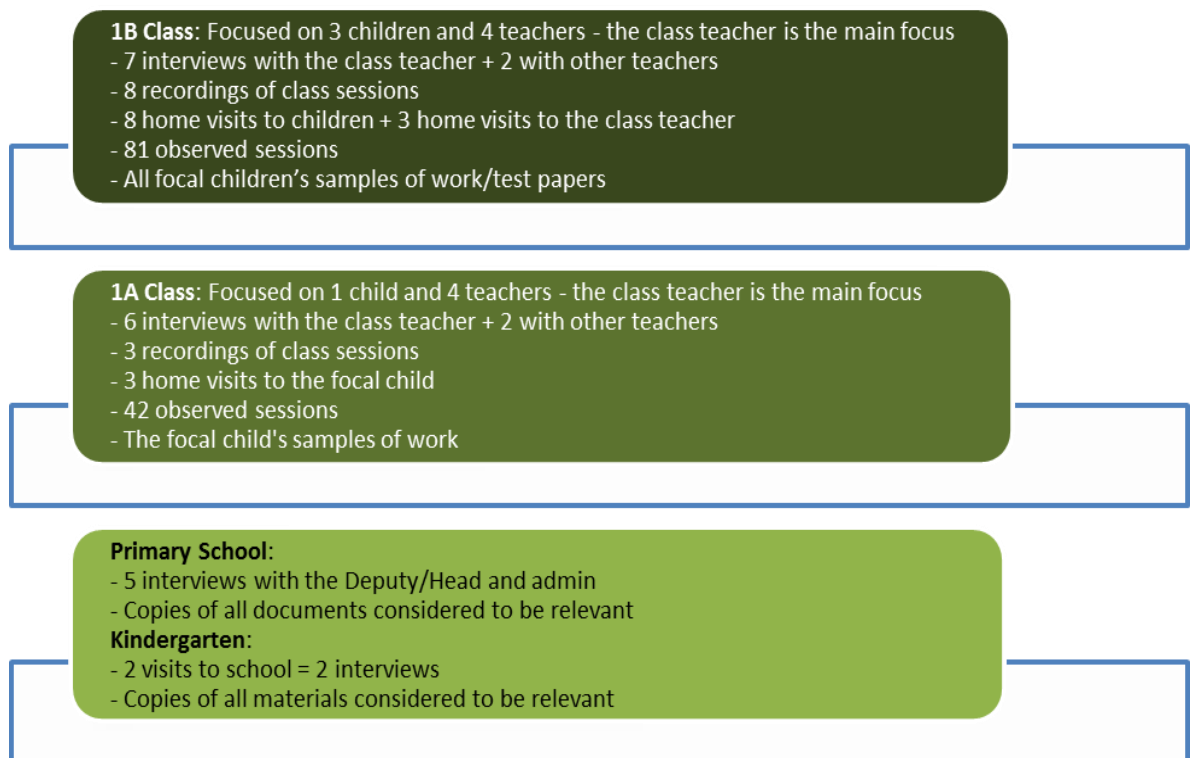 1B Class: Focused on 3 children and 4 teachers - the class teacher is the main focus
- 7 interviews with the class teacher + 2 with other teachers
- 8 recordings of class sessions
- 8 home visits to children + 3 home visits to the class teacher
- 81 observed sessions
- All focal children’s samples of work/test papers
1A Class: Focused on 1 child and 4 teachers - the class teacher is the main focus
- 6 interviews with the class teacher + 2 with other teachers
- 3 recordings of class sessions
- 3 home visits to the focal child
- 42 observed sessions
- The focal child's samples of work
Primary School:
- 5 interviews with the Deputy/Head and admin
- Copies of all documents considered to be relevant
Kindergarten:
- 2 visits to school = 2 interviews
- Copies of all materials considered to be relevant